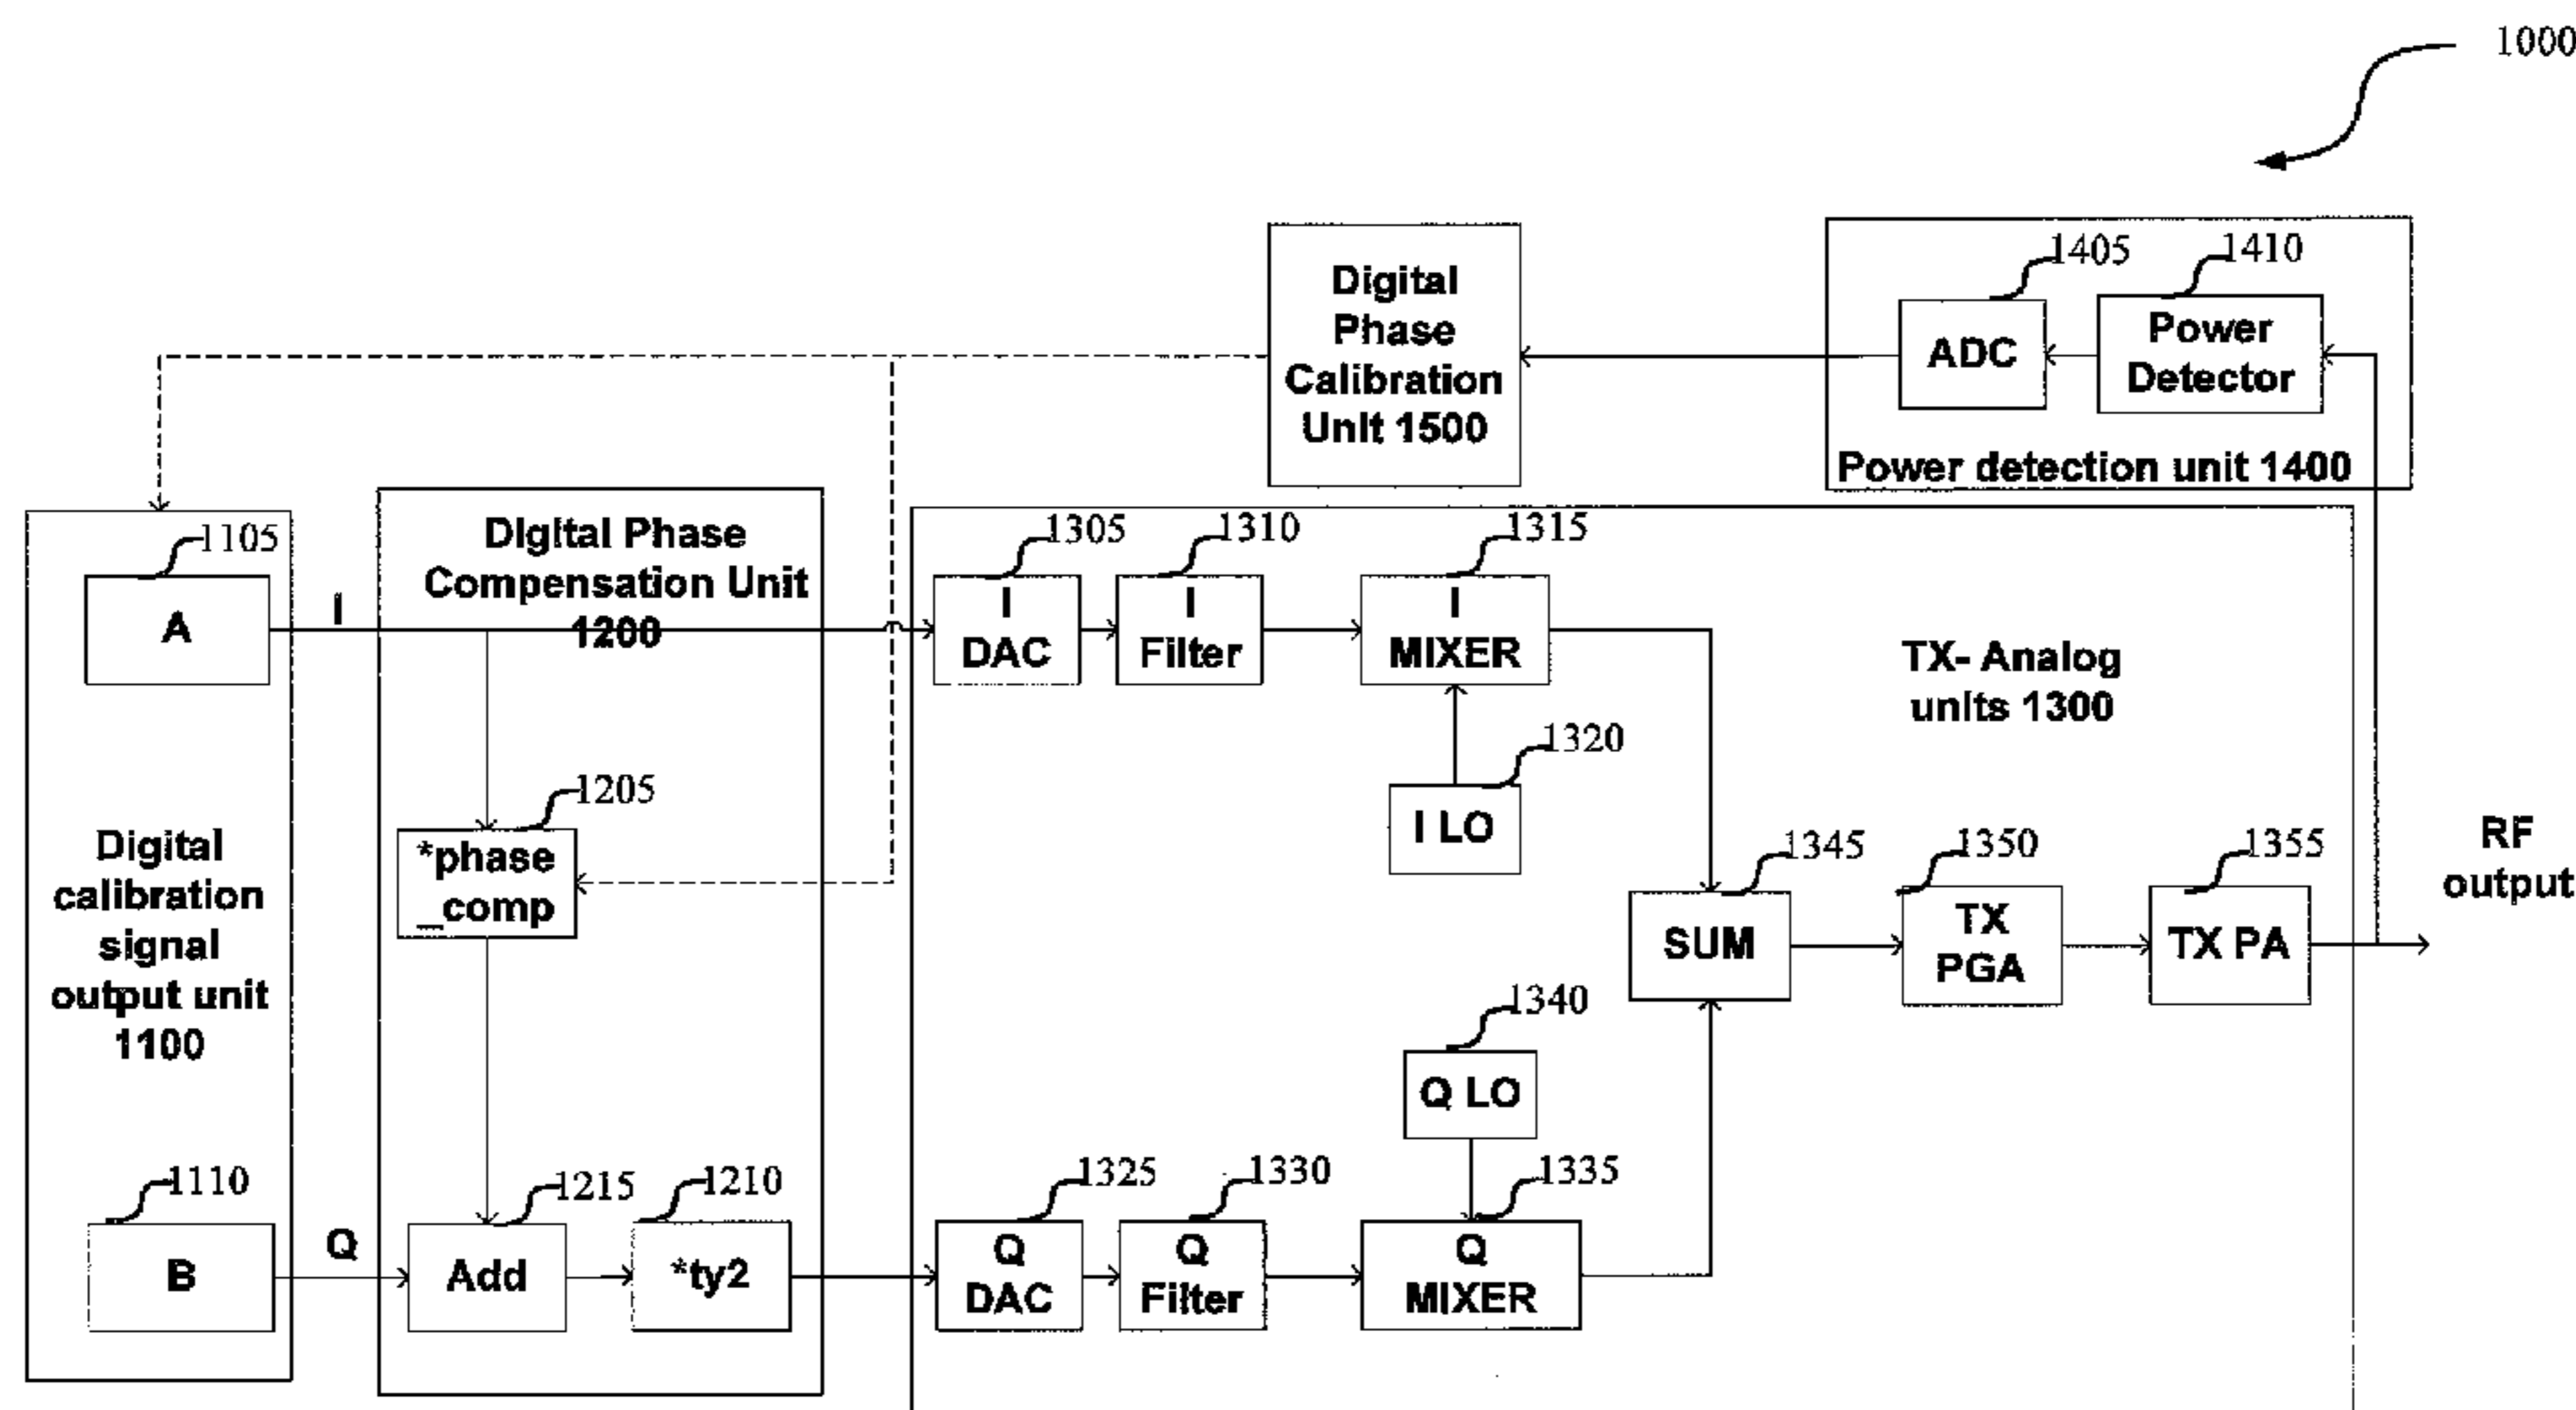 1000
1405
1410
Digital
Phase
Calibration
Unit 1500
ADC
Power
Detector
Power detection unit 1400
1105
A
I
Digital Phase
Compensation Unit
1200
1305
1310
1315
I
DAC
I
Filter
I
MIXER
TX- Analog
units 1300
1320
I LO
1205
*phase
_comp
Digital
calibration
signal
output unit
1100
1345
1350
1355
SUM
TX
PGA
TX PA
RF
output
1340
Q LO
1110
1215
1210
1325
1330
1335
B
Q
Add
*ty2
Q
DAC
Q
Filter
Q
MIXER